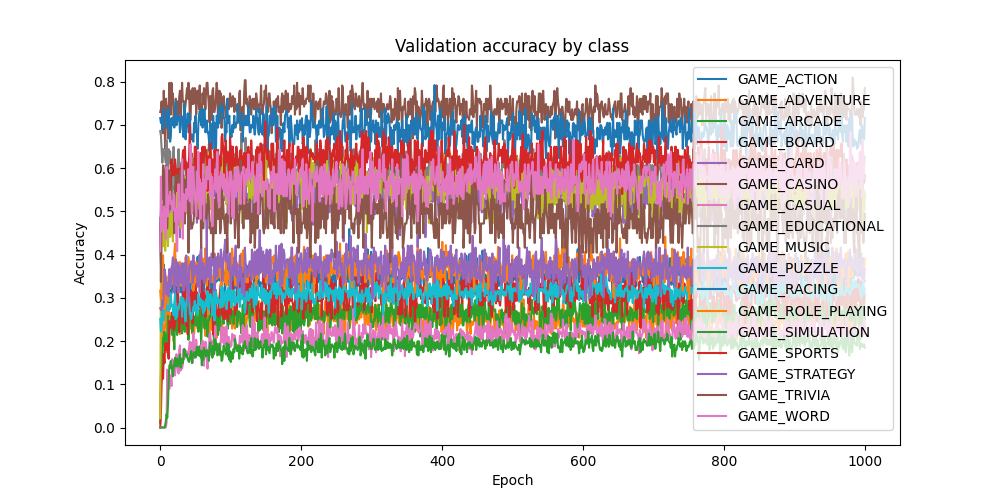 Validation accuracy by class
0.8
0.7
0.6
0.5
0.4
0.3
0.2
0.1
0.0
Accuracy
0
200
400
600
800
1000
Epoch
GAME_ACTION
GAME_ADVENTURE
GAME_ARCADE
GAME_BOARD
GAME_CARD
GAME_CASINO
GAME_CASUAL
GAME_EDUCATIONAL
GAME_MUSIC
GAME_PUZZLE
GAME_RACING
GAME_ROLE_PLAYING
GAME_SIMULATION
GAME_SPORTS
GAME_STRATEGY
GAME_TRIVIA
GAME_WORD